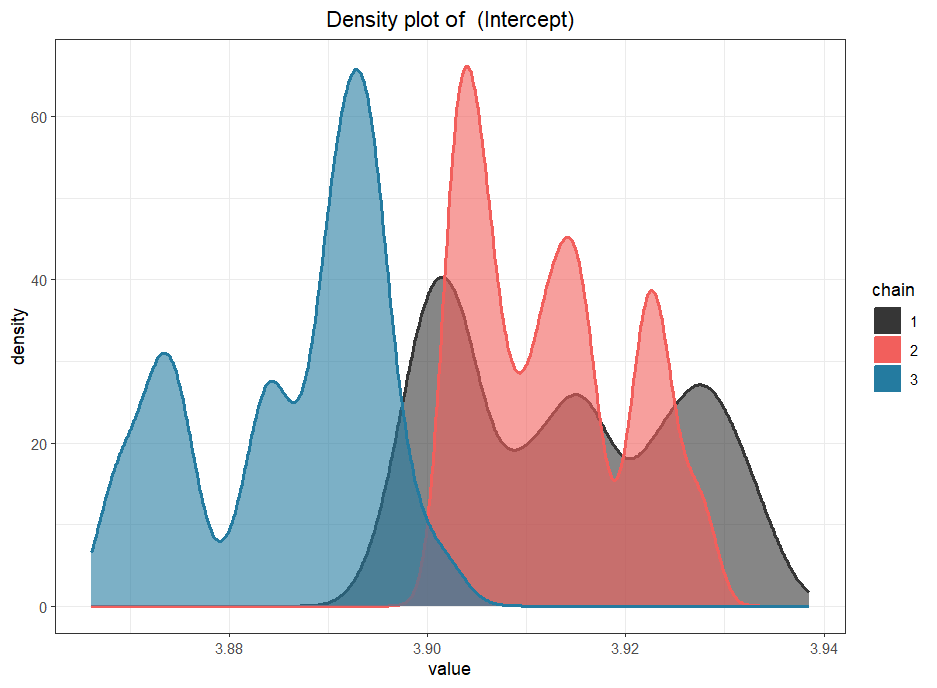 Density plot of  (Intercept)
60
40
20
0
density
3.88
3.90
3.92
3.94
value
chain
1
2
3